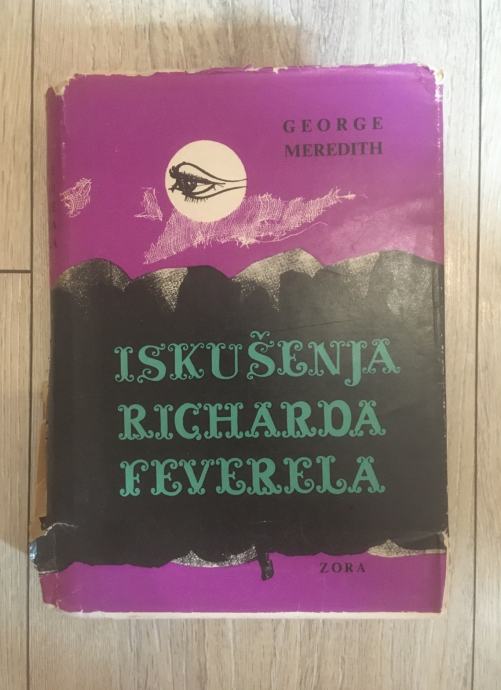 GEORGE
MEREDITH
ISKUŠENJA
RICHARDA
FEVERELA
ZORA